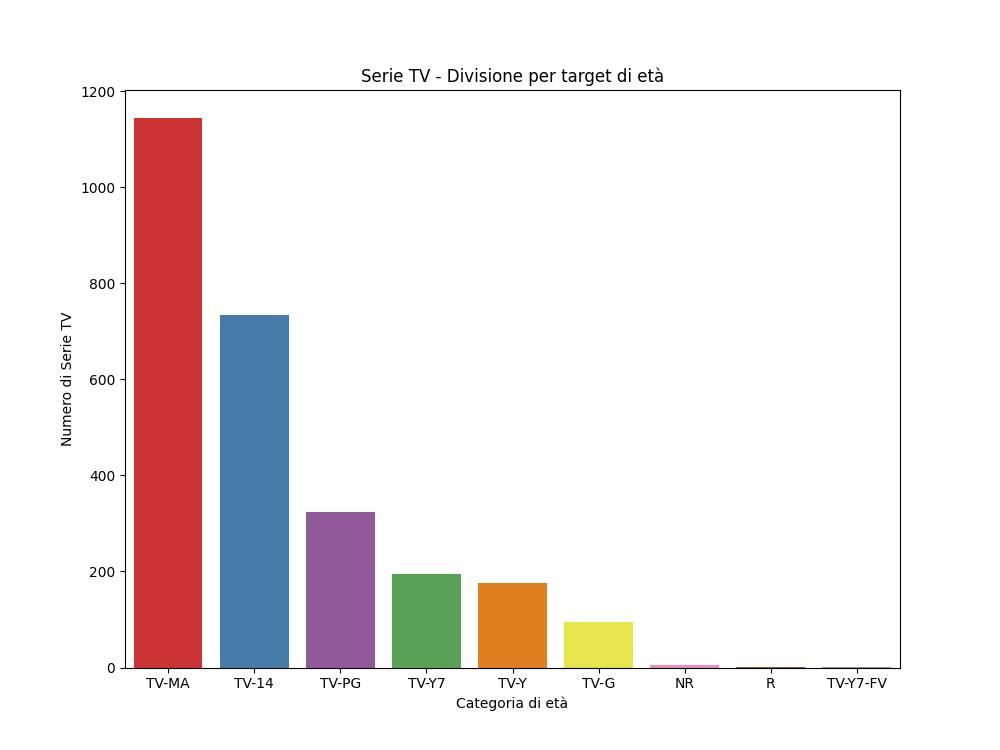 Serie TV - Divisione per target di età
1200
1000
800
600
400
200
0
Numero di Serie TV
TV-MA TV-14 TV-PG TV-Y7 TV-Y TV-G NR R TV-Y7-FV
Categoria di età